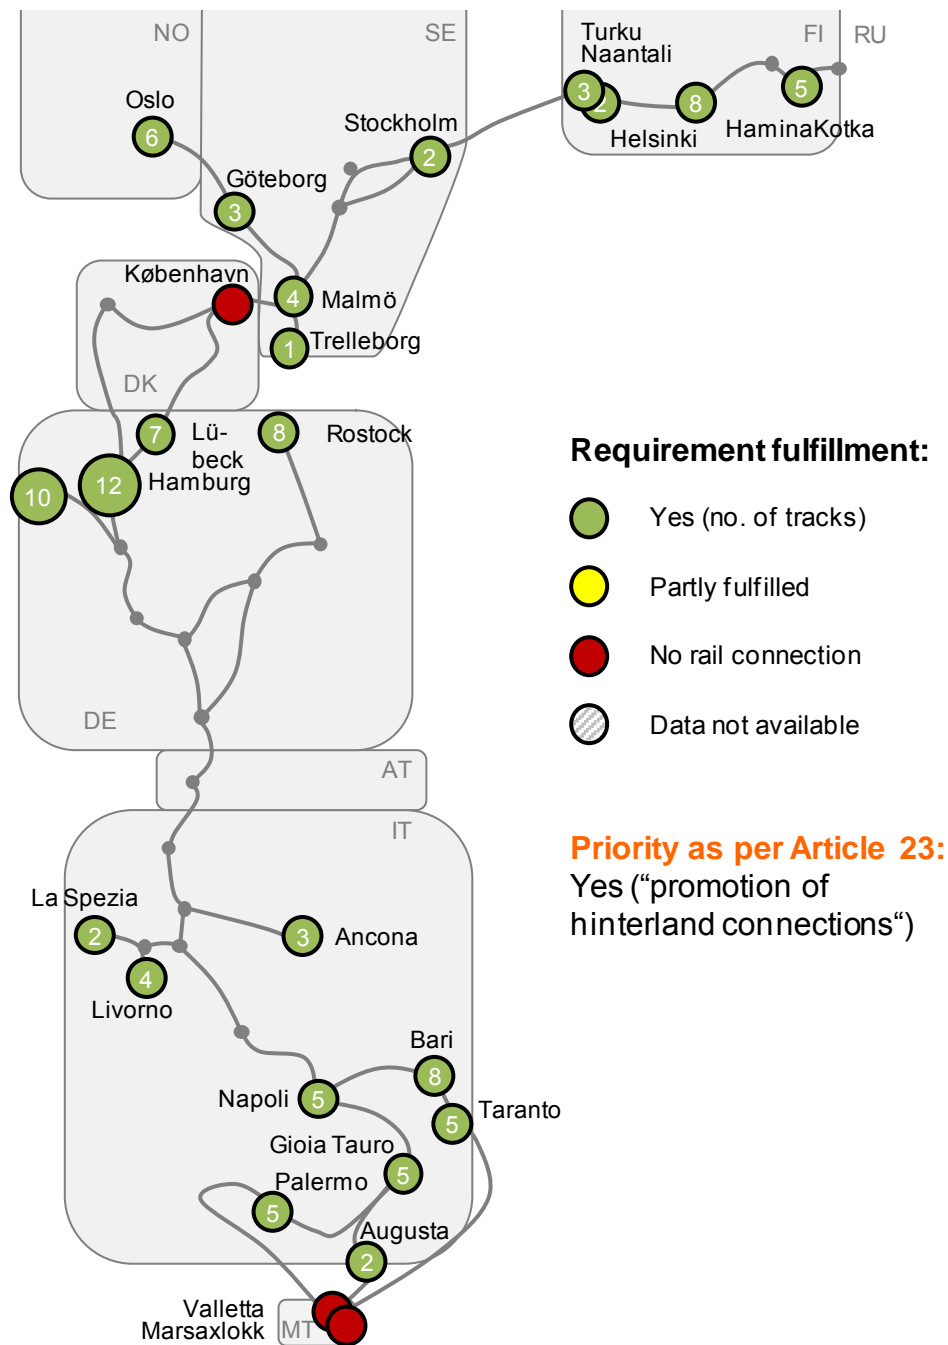 NO
SE
FI
RU
Turku
Naantali
3
2
8
5
Helsinki
HaminaKotka
Oslo
6
Stockholm
2
Göteborg
3
København
4
Malmö
1
Trelleborg
DK
7
Lü-
beck
8
Rostock
10
12
Hamburg
DE
AT
IT
La Spezia
2
3
Ancona
4
Livorno
Bari
8
Napoli
5
5
Taranto
Gioia Tauro
5
Palermo
5
Augusta
2
Valletta
Marsaxlokk
MT
Requirement fulfillment:
Yes (no. of tracks)
Partly fulfilled
No rail connection
Data not available
Priority as per Article 23:
Yes (“promotion of
hinterland connections“)